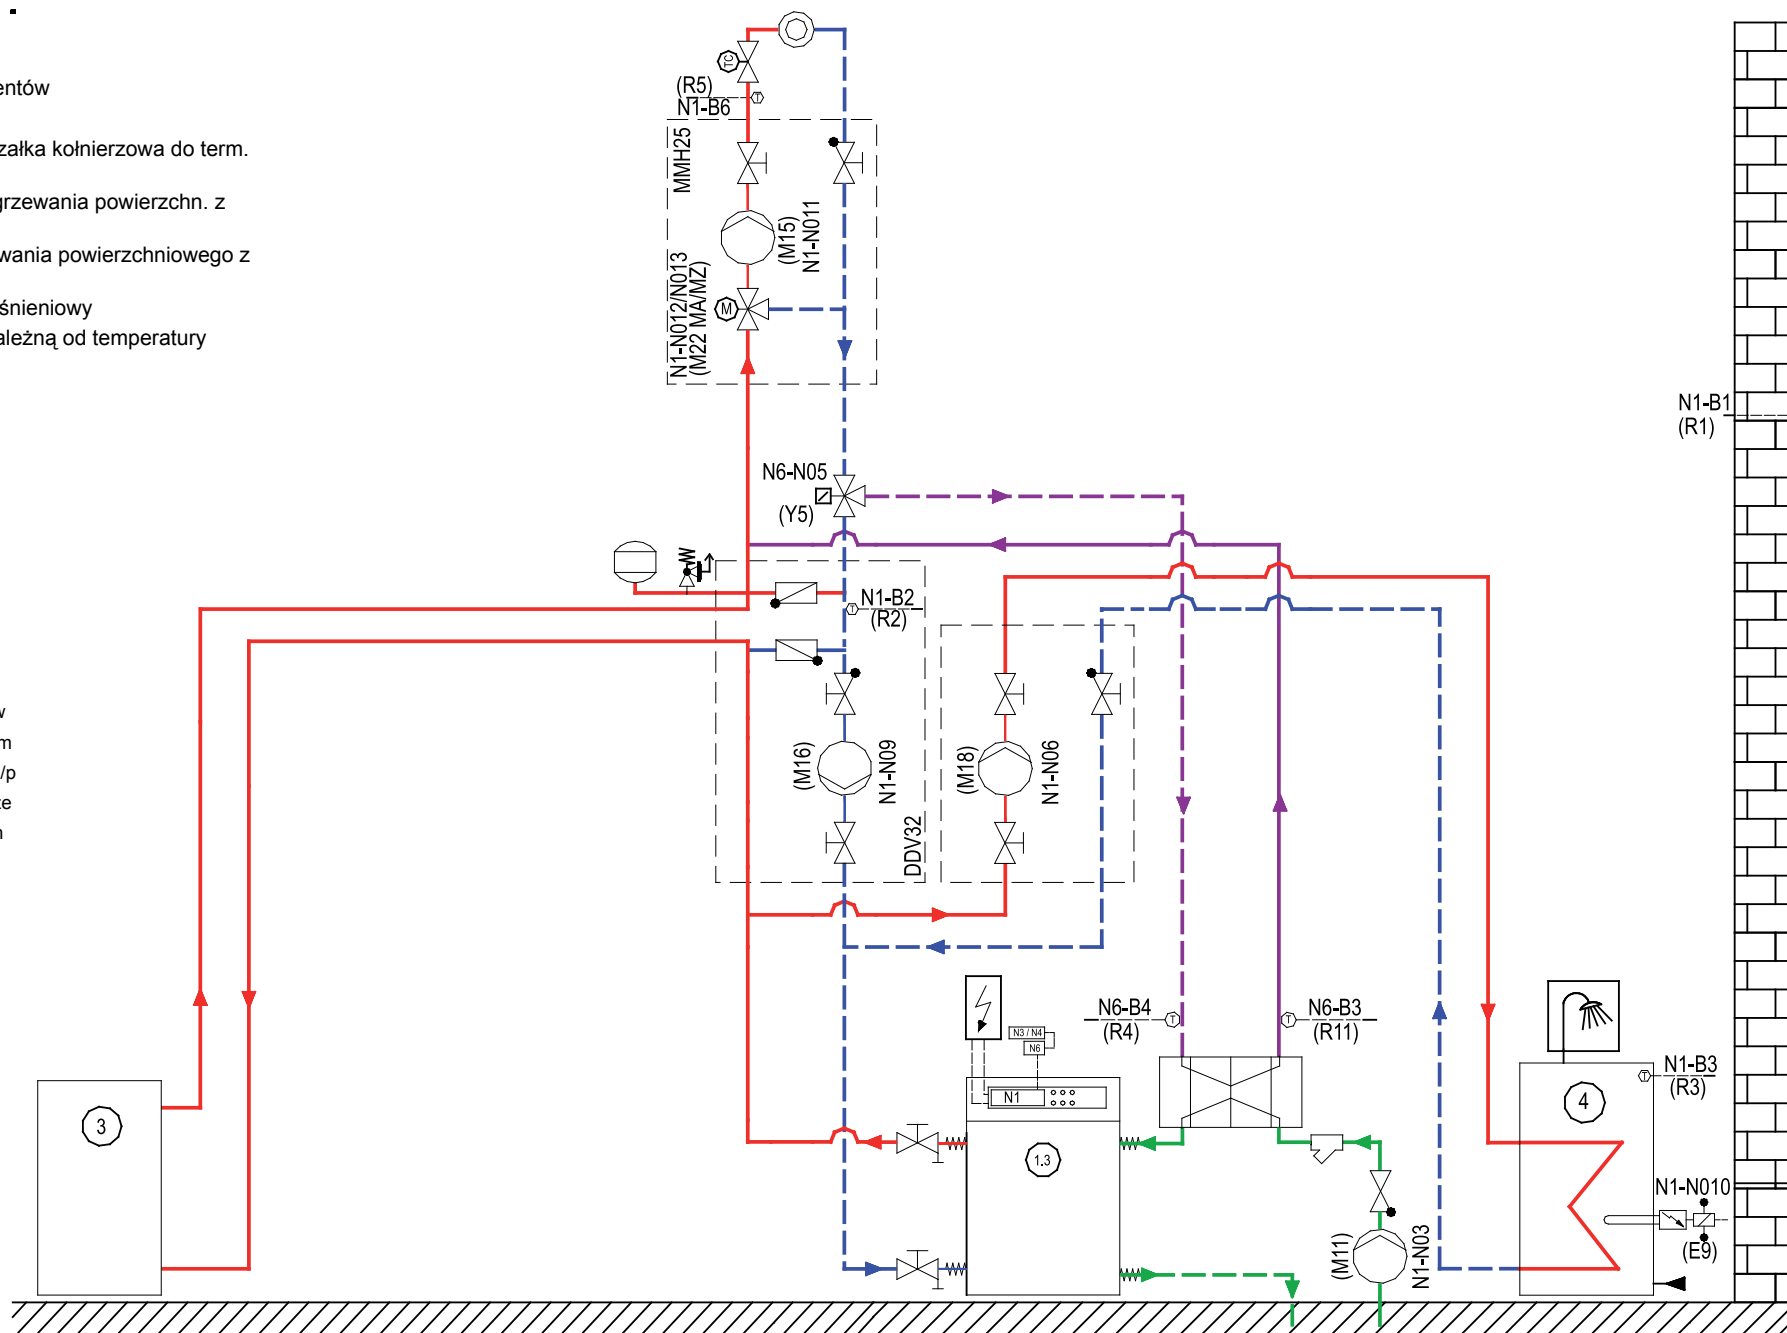 entów
załka kołnierzowa do term.
grzewania powierzchn. z
wania powierzchniowego z
śnieniowy
ależną od temperatury
w
m
/p
te
n
TC
(R5)
T
N1-B6
MMH25
(M15)
N1-N011
N1-N012/N013
(M22 MA/MZ)
M
N1-B1
(R1)
N6-N05
(Y5)
W
N1-B2
T
(R2)
(M16)
N1-N09
(M18)
N1-N06
DDV32
N6-B4
T
(R4)
N6-B3
T
(R11)
N3 / N4
N6
N1
N1-B3
T
(R3)
3
4
1.3
N1-N010
(E9)
(M11)
N1-N03